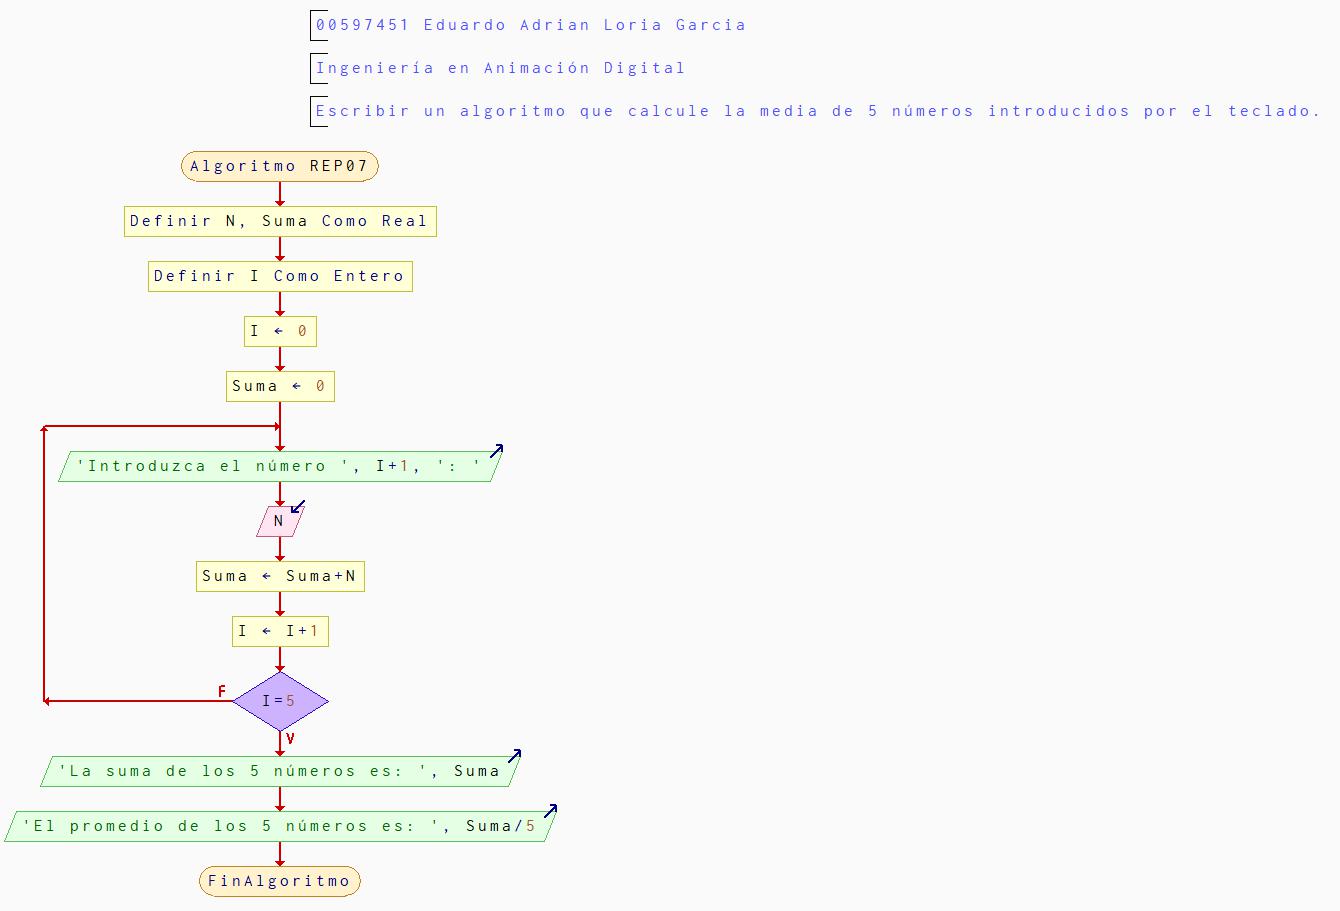 00597451 Eduardo Adrian Loria Garcia
Ingeniería en Animación Digital
Escribir un algoritmo que calcule la media de 5 números introducidos por el teclado.
Algoritmo REP07
Definir N, Suma Como Real
Definir I Como Entero
I ← 0
Suma ← 0
'Introduzca el número ', I+1, ': '
N
Suma ← Suma+N
I ← I+1
F
I=5
V
'La suma de los 5 números es: ', Suma
'El promedio de los 5 números es: ', Suma/5
FinAlgoritmo